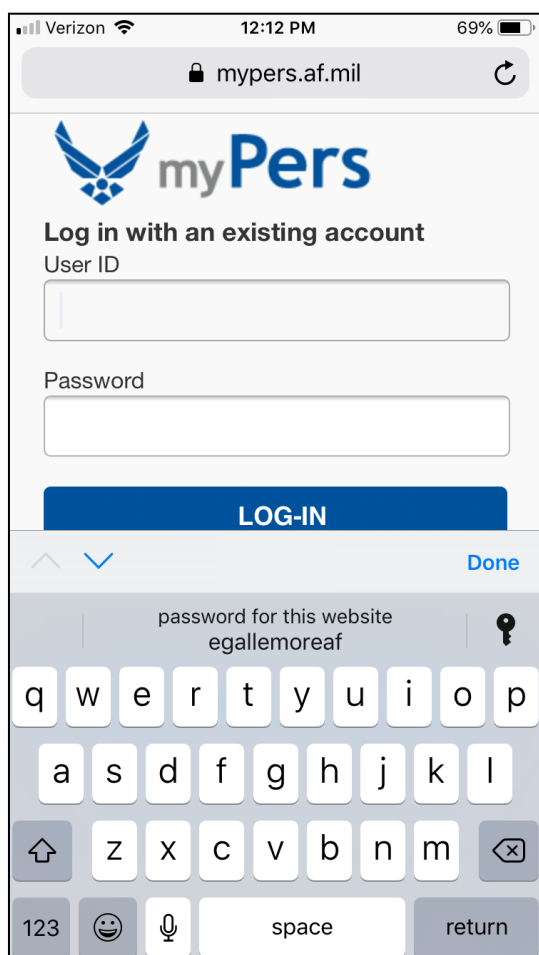 Verizon 12:12 PM 69%
mypers.af.mil
myPers
Log in with an existing account
User ID
Password
LOG-IN
Done
password for this website
egallemoreaf
q w e r t y u i o p
a s d f g h j k l
z x c v b n m
123 space return